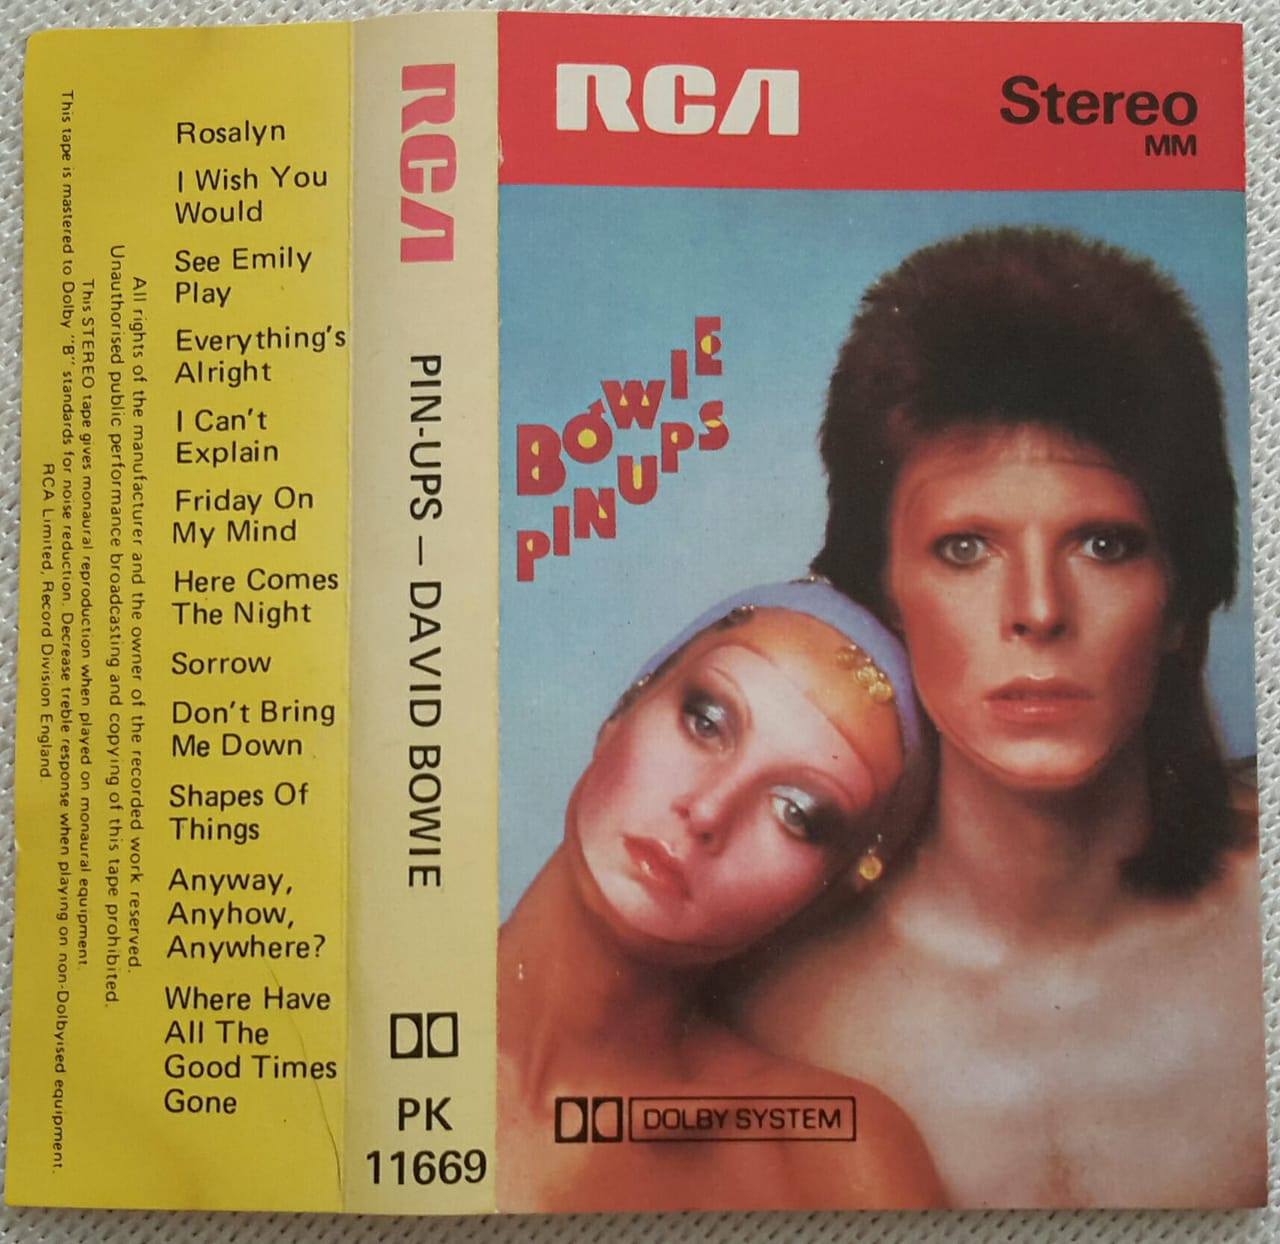 This tape is mastered to Dolby "B" standards for noise reduction. Decrease treble response when playing on non-Dolbyised equipment.
RCA Limited, Record Division England.
This STEREO tape gives monaural reproduction when played on monaural equipment.
All rights of the manufacturer and the owner of the recorded work reserved.
Unauthorised public performance broadcasting and copying of this tape prohibited.
Rosalyn
I Wish You
Would
See Emily
Play
Everything's
Alright
I Can't
Explain
Friday On
My Mind
Here Comes
The Night
Sorrow
Don't Bring
Me Down
Shapes Of
Things
Anyway,
Anyhow,
Anywhere?
Where Have
All The
Good Times
Gone
RCA
PIN-UPS — DAVID BOWIE
PK
11669
RCA
Stereo
MM
BOWIE
PINUPS
DOLBY SYSTEM